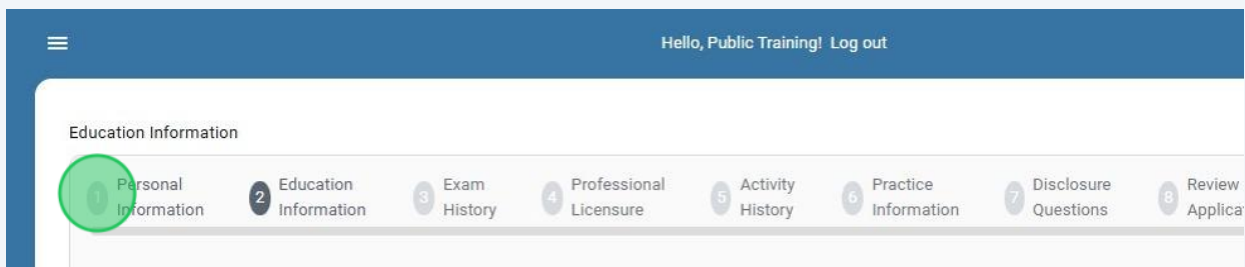 Hello, Public Training! Log out
Education Information
1 Personal Information
2 Education Information
3 Exam History
4 Professional Licensure
5 Activity History
6 Practice Information
7 Disclosure Questions
8 Review